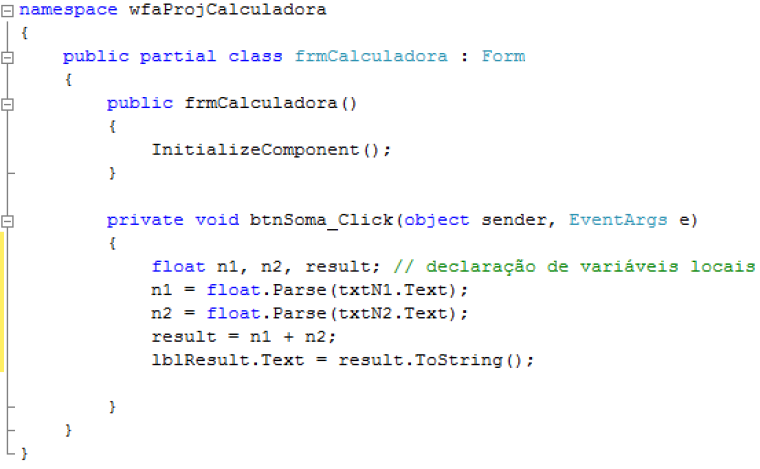 namespace wfaProjCalculadora
{
    public partial class frmCalculadora : Form
    {
        public frmCalculadora()
        {
            InitializeComponent();
        }

        private void btnSoma_Click(object sender, EventArgs e)
        {
            float n1, n2, result; // declaração de variáveis locais
            n1 = float.Parse(txtN1.Text);
            n2 = float.Parse(txtN2.Text);
            result = n1 + n2;
            lblResult.Text = result.ToString();

        }
    }
}